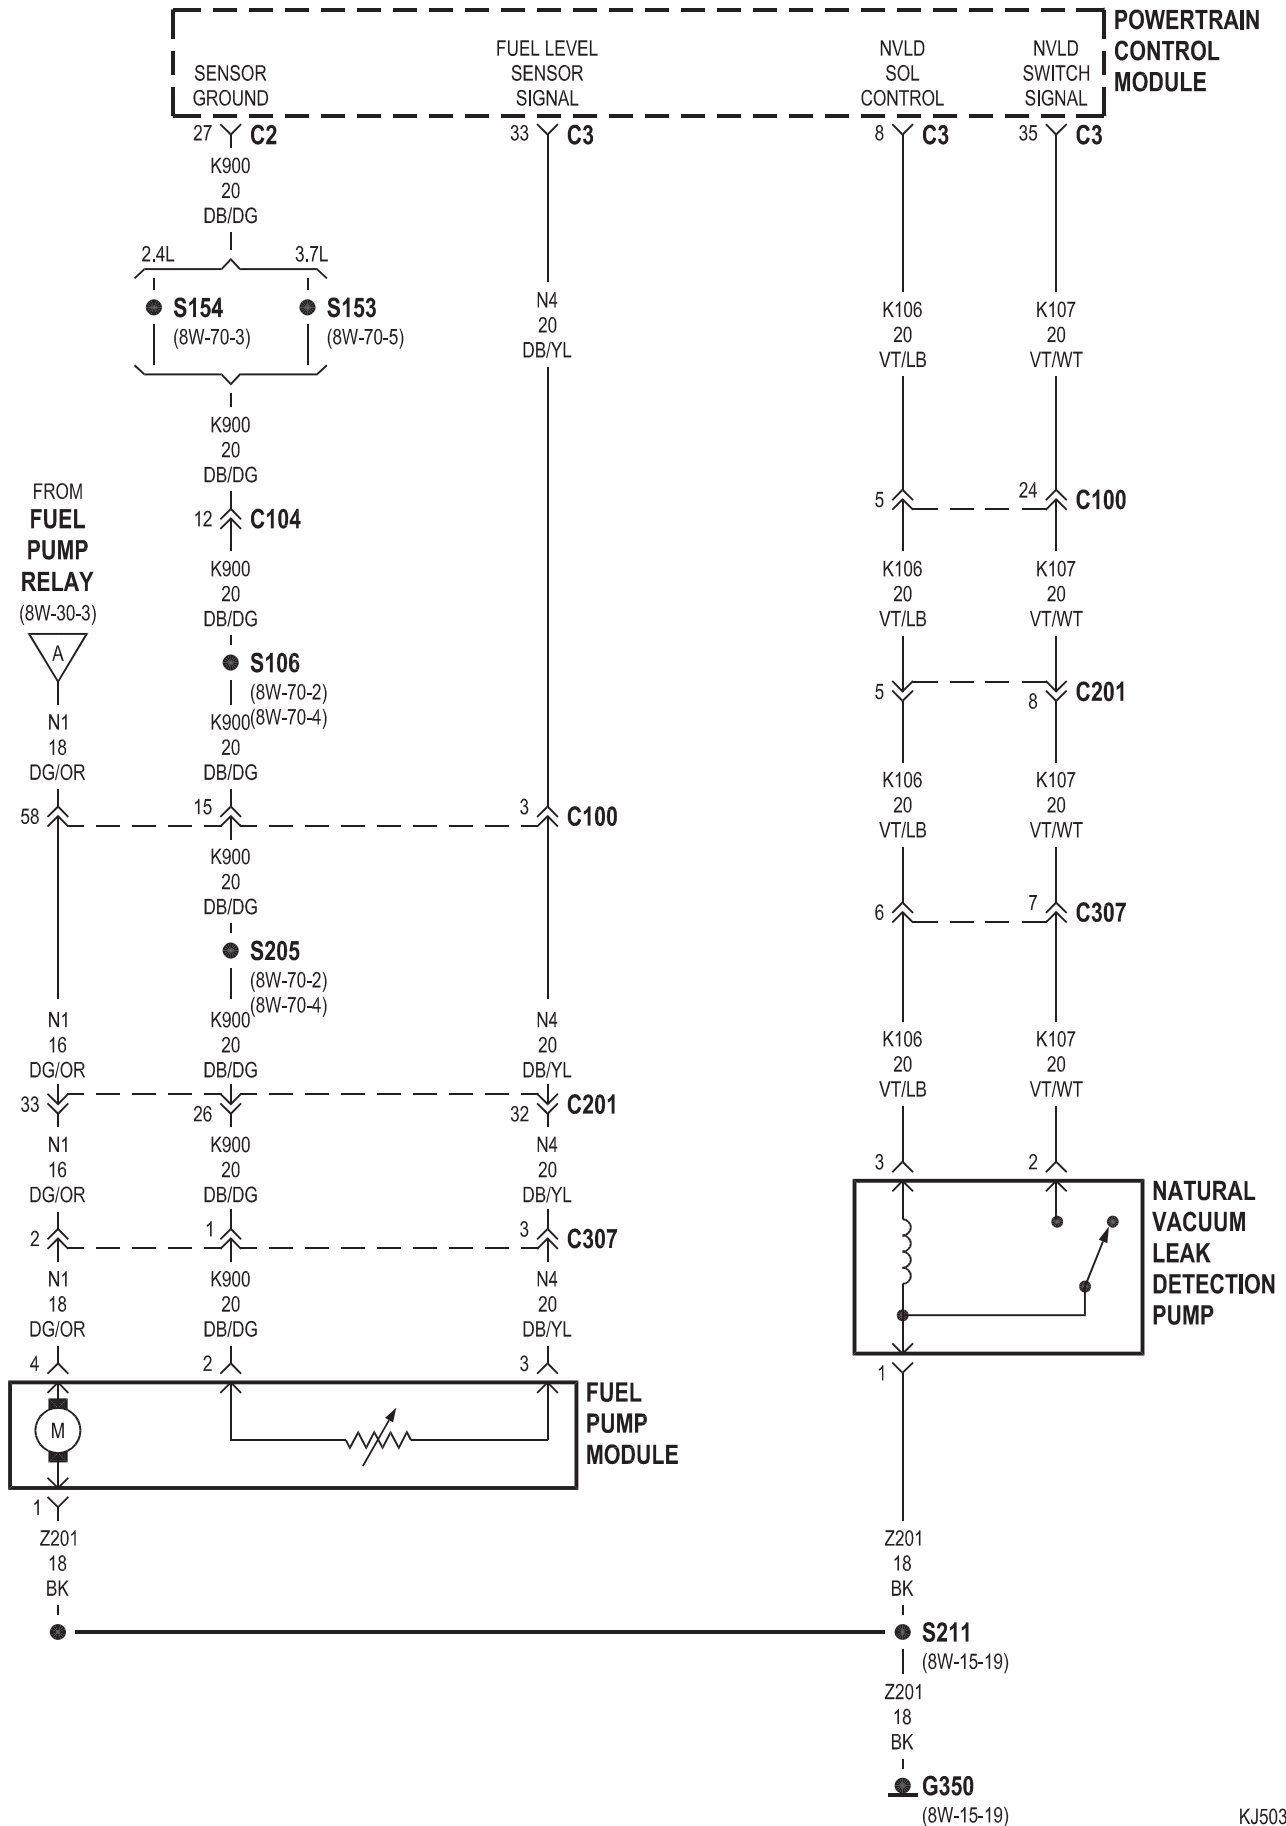 POWERTRAIN
CONTROL
MODULE
SENSOR
GROUND
FUEL LEVEL
SENSOR
SIGNAL
NVLD
SOL
CONTROL
NVLD
SWITCH
SIGNAL
27 C2
33 C3
8 C3
35 C3
K900
20
DB/DG
2.4L
3.7L
S154
(8W-70-3)
S153
(8W-70-5)
N4
20
DB/YL
K106
20
VT/LB
K107
20
VT/WT
K900
20
DB/DG
FROM
FUEL
PUMP
RELAY
(8W-30-3)
A
12 C104
5
24 C100
K900
20
DB/DG
K106
20
VT/LB
K107
20
VT/WT
S106
(8W-70-2)
(8W-70-4)
5
8 C201
N1
18
DG/OR
K900
20
DB/DG
K106
20
VT/LB
K107
20
VT/WT
58
15
3 C100
K900
20
DB/DG
6
7 C307
S205
(8W-70-2)
(8W-70-4)
N1
16
DG/OR
K900
20
DB/DG
N4
20
DB/YL
K106
20
VT/LB
K107
20
VT/WT
33
26
32 C201
N1
16
DG/OR
K900
20
DB/DG
N4
20
DB/YL
3
2
NATURAL
VACUUM
LEAK
DETECTION
PUMP
2
1
3 C307
N1
18
DG/OR
K900
20
DB/DG
N4
20
DB/YL
4
2
3
1
FUEL
PUMP
MODULE
M
1
Z201
18
BK
Z201
18
BK
S211
(8W-15-19)
Z201
18
BK
G350
(8W-15-19)
KJ503